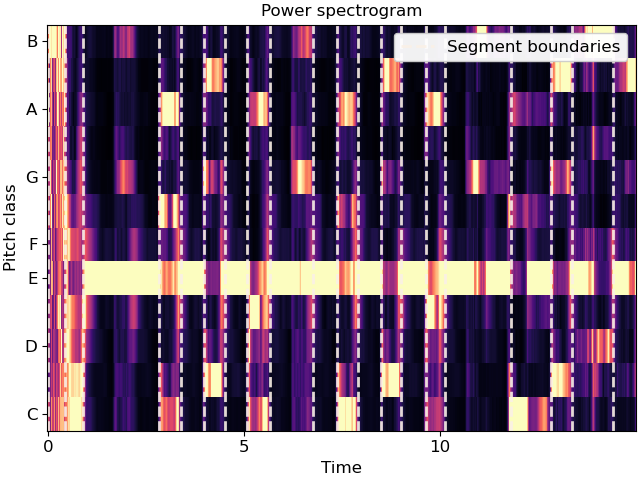 Power spectrogram
Segment boundaries
B
A
G
F
E
D
C
Pitch class
0 5 10
Time